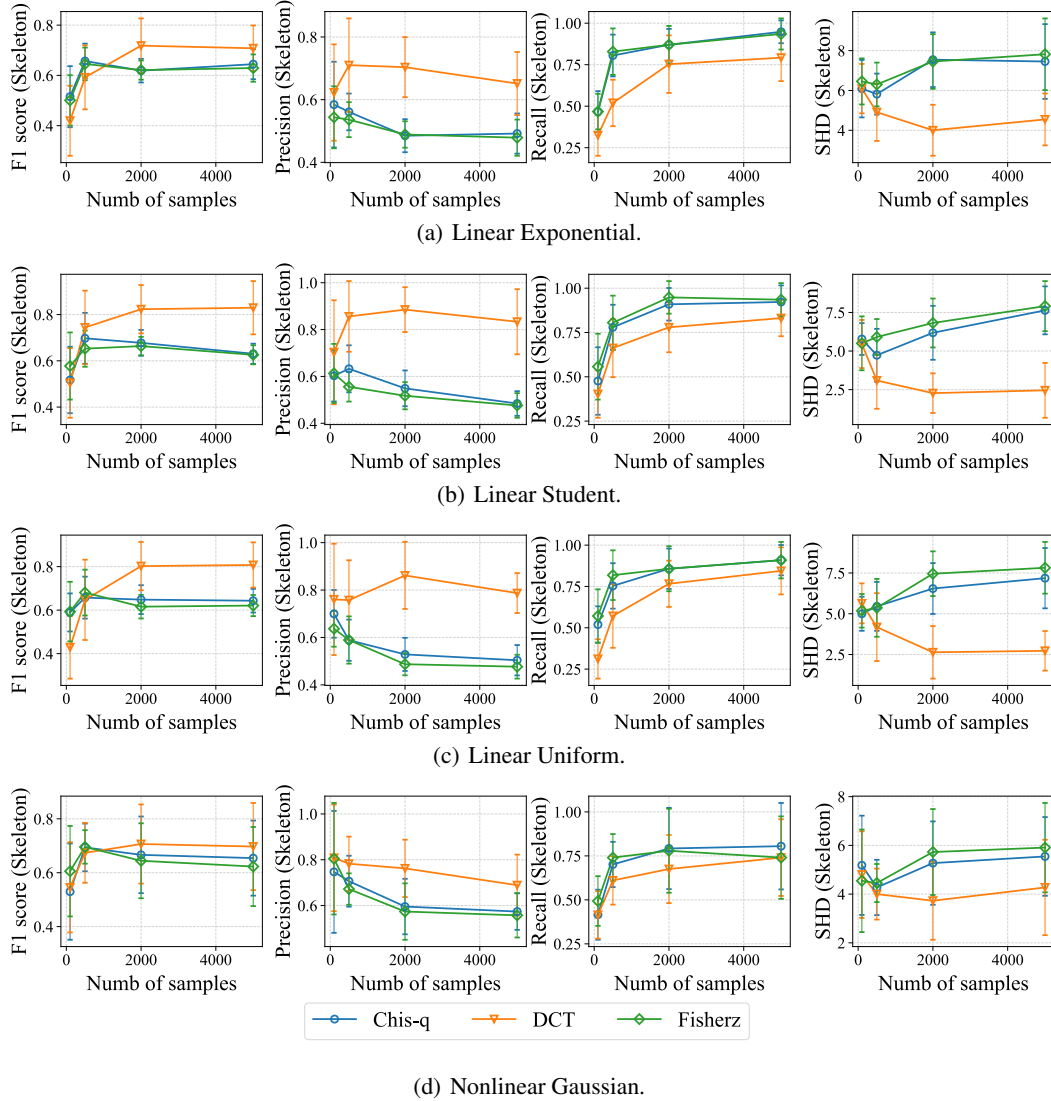 F1 score (Skeleton)
0.8
0.6
0.4
0 2000 4000
Numb of samples
Precision (Skeleton)
0.8
0.6
0.4
0 2000 4000
Numb of samples
Recall (Skeleton)
1.00
0.75
0.50
0.25
0 2000 4000
Numb of samples
SHD (Skeleton)
8
6
4
0 2000 4000
Numb of samples
(a) Linear Exponential.
F1 score (Skeleton)
0.8
0.6
0.4
0 2000 4000
Numb of samples
Precision (Skeleton)
1.0
0.8
0.6
0.4
0 2000 4000
Numb of samples
Recall (Skeleton)
1.00
0.75
0.50
0.25
0 2000 4000
Numb of samples
SHD (Skeleton)
7.5
5.0
2.5
0 2000 4000
Numb of samples
(b) Linear Student.
F1 score (Skeleton)
0.8
0.6
0.4
0 2000 4000
Numb of samples
Precision (Skeleton)
1.0
0.8
0.6
0.4
0 2000 4000
Numb of samples
Recall (Skeleton)
1.00
0.75
0.50
0.25
0 2000 4000
Numb of samples
SHD (Skeleton)
7.5
5.0
2.5
0 2000 4000
Numb of samples
(c) Linear Uniform.
F1 score (Skeleton)
0.8
0.6
0.4
0 2000 4000
Numb of samples
Precision (Skeleton)
1.0
0.8
0.6
0 2000 4000
Numb of samples
Recall (Skeleton)
1.00
0.75
0.50
0.25
0 2000 4000
Numb of samples
SHD (Skeleton)
8
6
4
2
0 2000 4000
Numb of samples
Chis-q DCT Fisherz
(d) Nonlinear Gaussian.